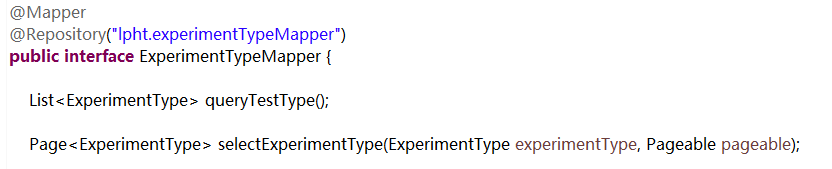 @Mapper
@Repository("lpht.experimentTypeMapper")
public interface ExperimentTypeMapper {
List<ExperimentType> queryTestType();
Page<ExperimentType> selectExperimentType(ExperimentType experimentType, Pageable pageable);